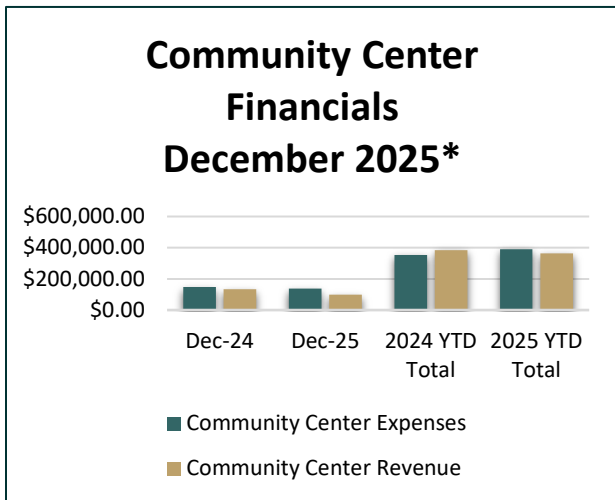 Community Center
Financials
December 2025*
$600,000.00
$400,000.00
$200,000.00
$0.00
Dec-24 Dec-25 2024 YTD 2025 YTD
Total Total
Community Center Expenses
Community Center Revenue